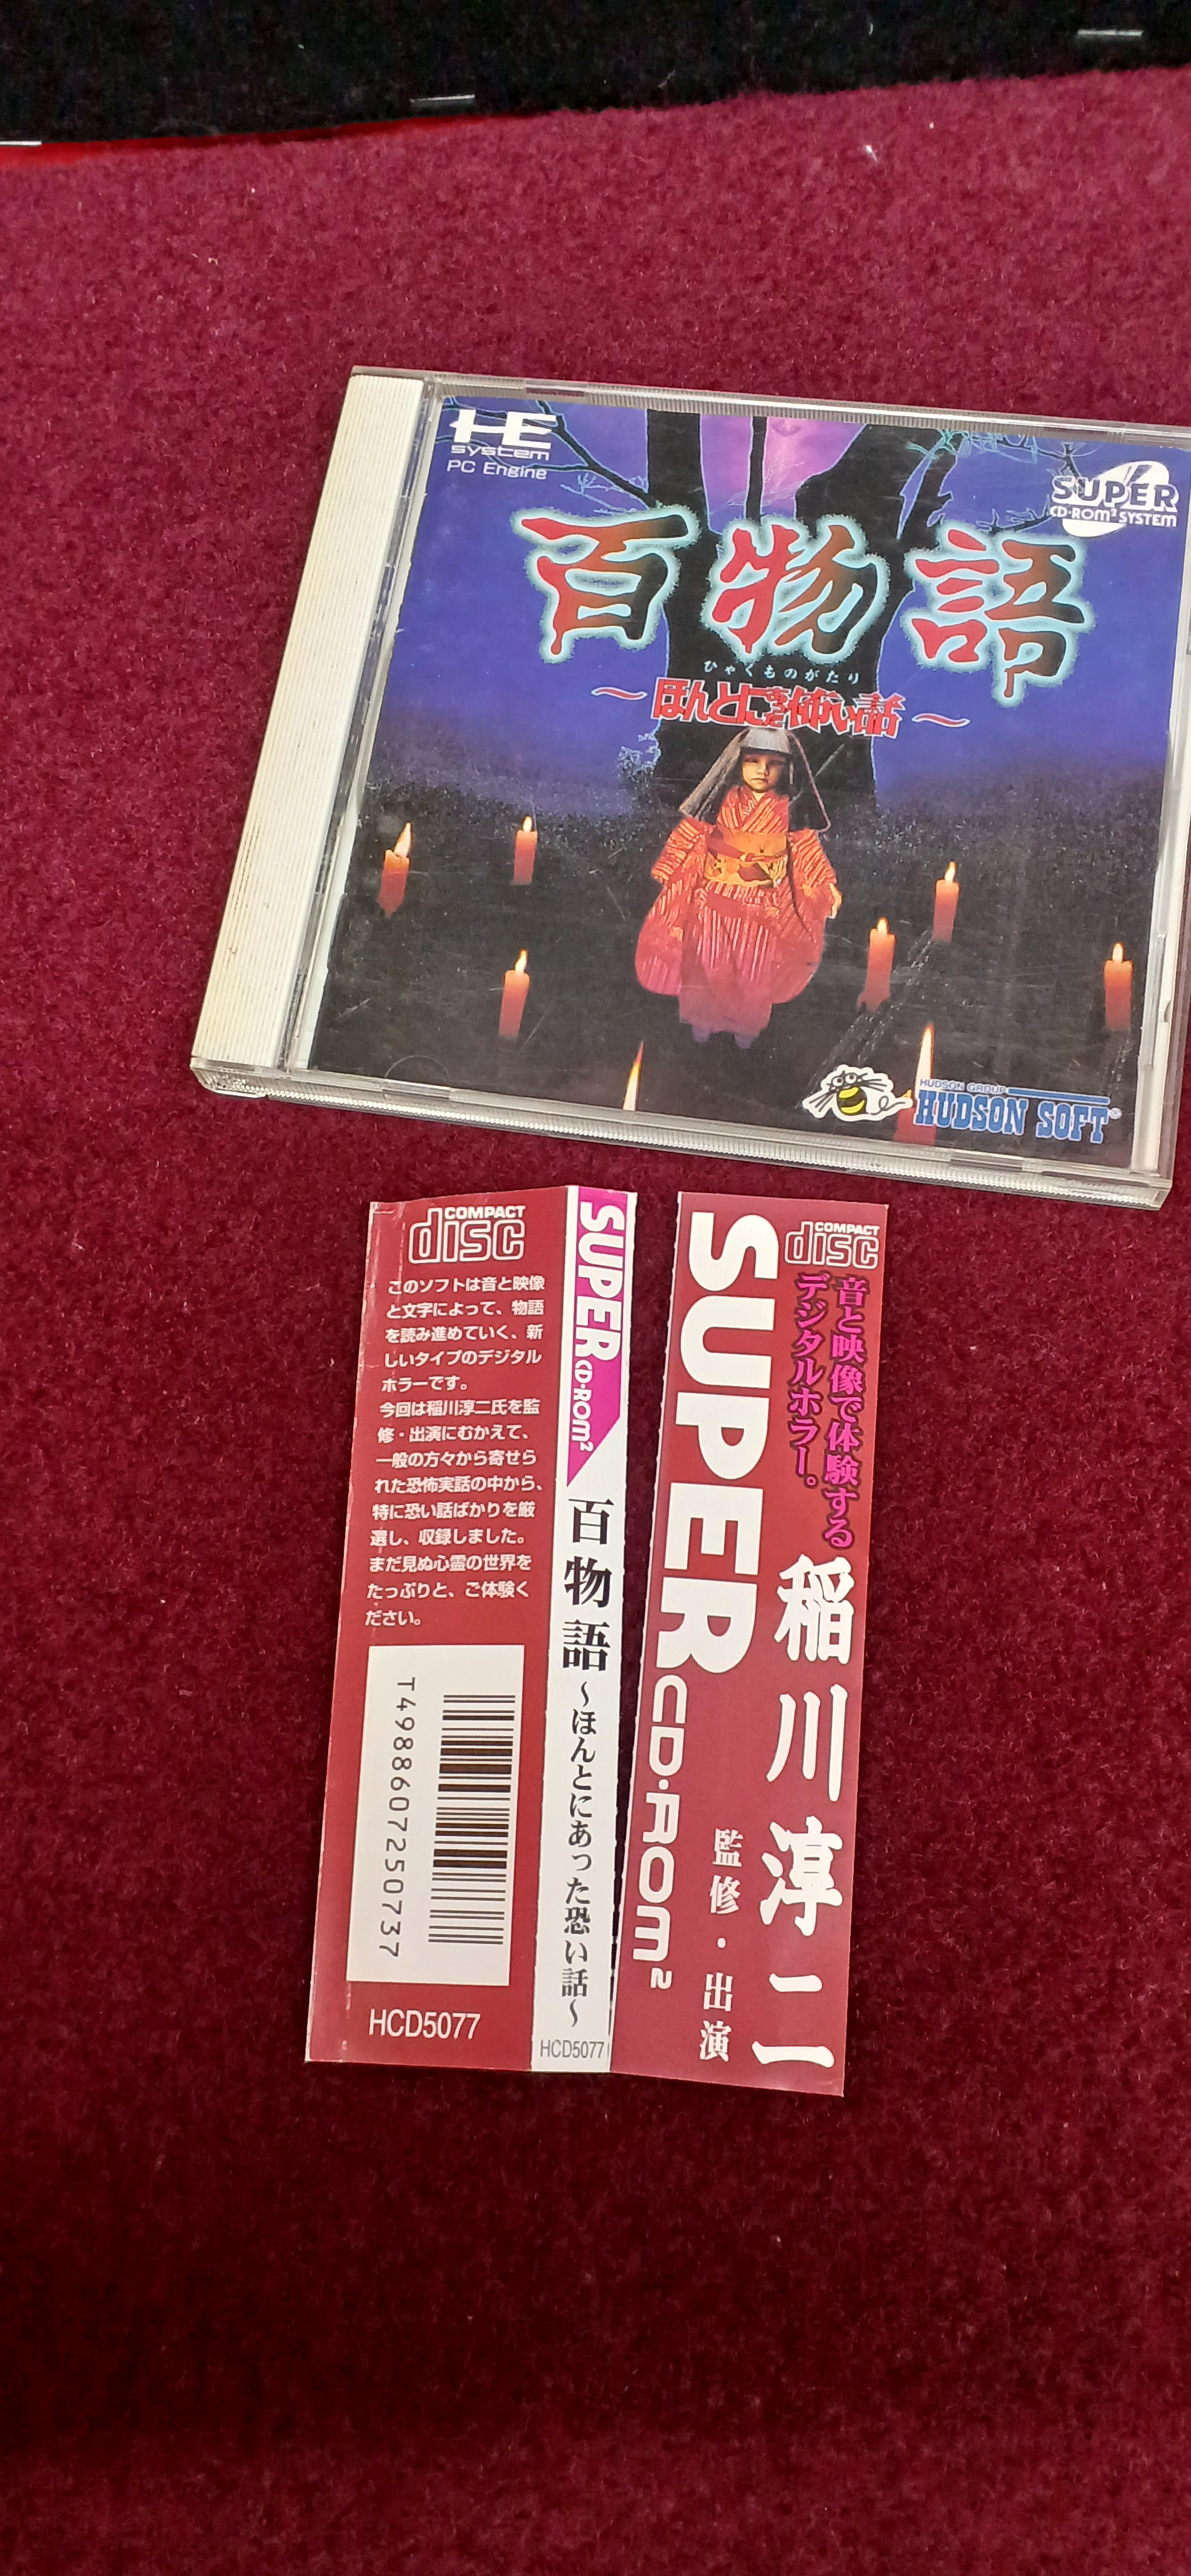 HE
system
PC Engine
SUPER
CD-ROM² SYSTEM
百物語
ひゃくものがたり
～ほんとにあった怖い話～
HUDSON GROUP
HUDSON SOFT®
COMPACT
disc
このソフトは音と映像
と文字によって、物語
を読み進めていく、新
しいタイプのデジタル
ホラーです。
今回は稲川淳二氏を監
修・出演にむかえて、
一般の方々から寄せら
れた恐怖実話の中から、
特に恐い話ばかりを厳
選し、収録しました。
まだ見ぬ心霊の世界を
たっぷりと、ご体験く
ださい。
T4988607250737
HCD5077
SUPER CD-ROM²
百物語 ～ほんとにあった恐い話～
HCD5077
COMPACT
disc
音と映像で体験する
デジタルホラー。
稲川淳二
監修・出演
SUPER CD-ROM²